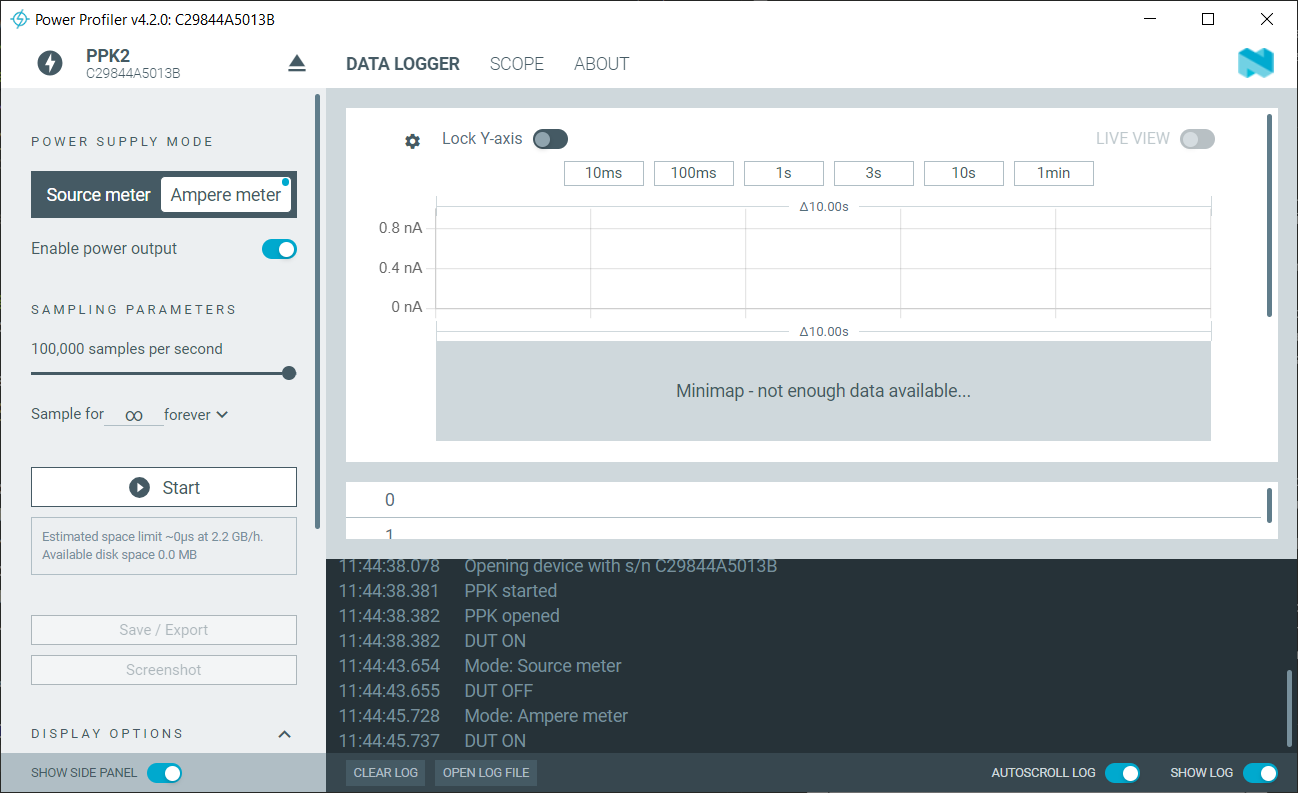 Power Profiler v4.2.0: C29844A5013B
PPK2
C29844A5013B
DATA LOGGER
SCOPE
ABOUT
POWER SUPPLY MODE
Source meter
Ampere meter
Enable power output
SAMPLING PARAMETERS
100,000 samples per second
Sample for ∞ forever
Start
Estimated space limit ~0µs at 2.2 GB/h.
Available disk space 0.0 MB
Save / Export
Screenshot
DISPLAY OPTIONS
SHOW SIDE PANEL
Lock Y-axis
LIVE VIEW
10ms
100ms
1s
3s
10s
1min
Δ10.00s
0.8 nA
0.4 nA
0 nA
Δ10.00s
Minimap - not enough data available...
0
1
11:44:38.078 Opening device with s/n C29844A5013B
11:44:38.381 PPK started
11:44:38.382 PPK opened
11:44:38.382 DUT ON
11:44:43.654 Mode: Source meter
11:44:43.655 DUT OFF
11:44:45.728 Mode: Ampere meter
11:44:45.737 DUT ON
CLEAR LOG
OPEN LOG FILE
AUTOSCROLL LOG
SHOW LOG